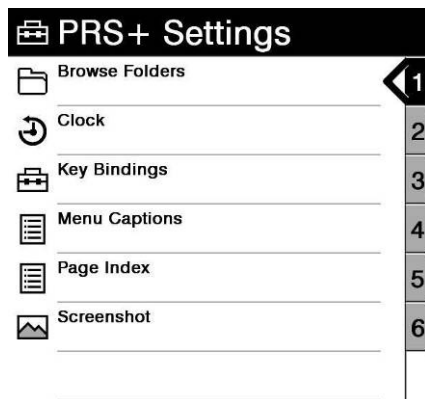 PRS+ Settings
Browse Folders
1
Clock
2
Key Bindings
3
Menu Captions
4
Page Index
5
Screenshot
6